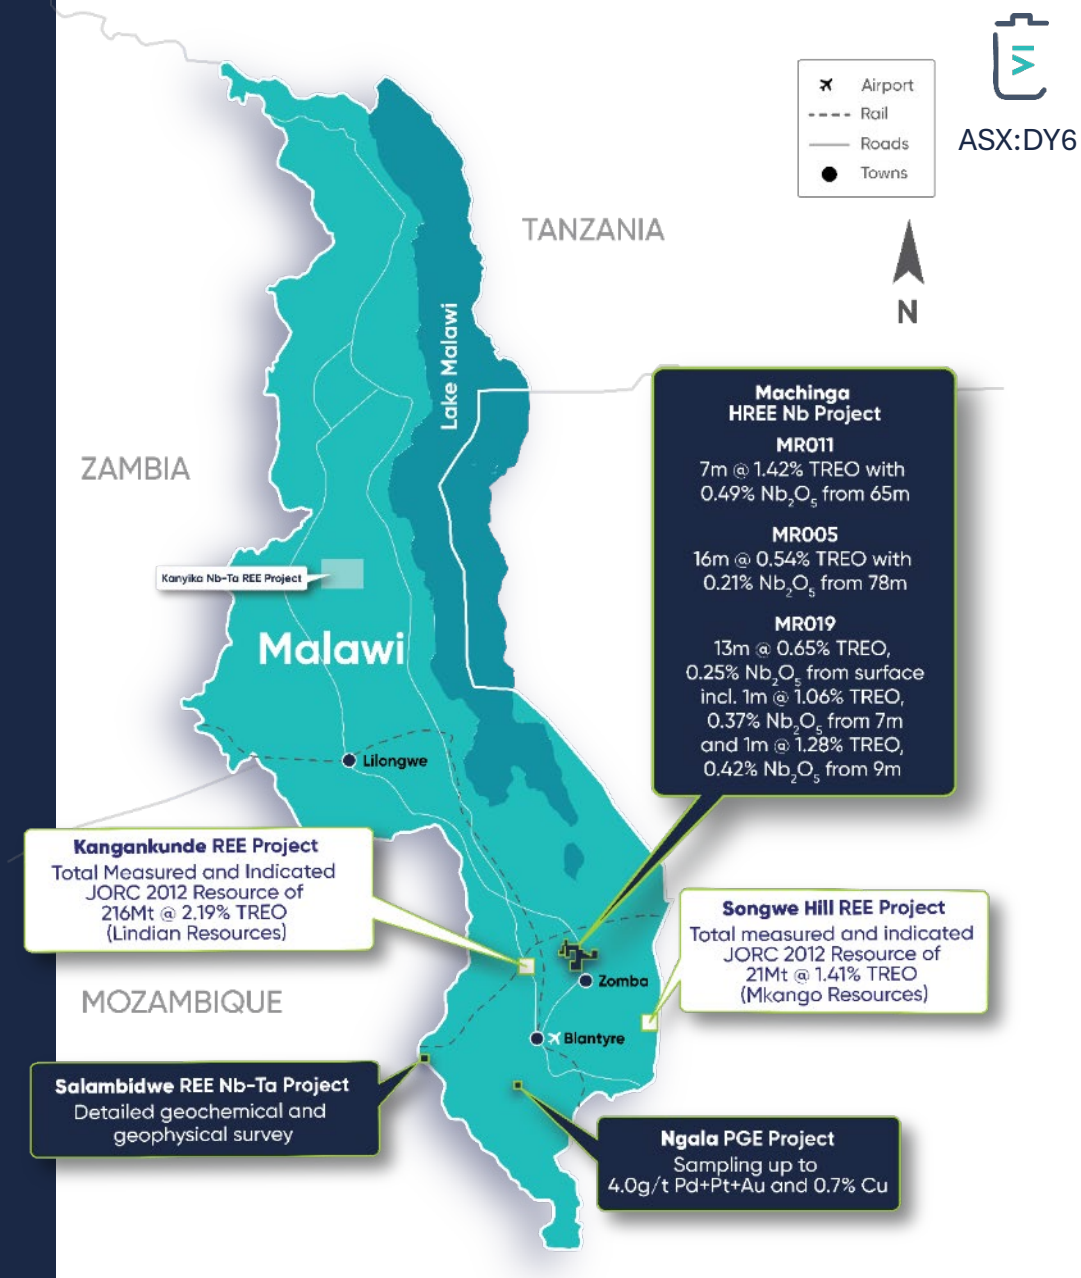 ASX:DY6
Airport
Rail
Roads
Towns
N
TANZANIA
Lake Malawi
ZAMBIA
Machinga
HREE Nb Project
MR011
7m @ 1.42% TREO with
0.49% Nb₂O₅ from 65m
MR005
16m @ 0.54% TREO with
0.21% Nb₂O₅ from 78m
MR019
13m @ 0.65% TREO,
0.25% Nb₂O₅ from surface
incl. 1m @ 1.06% TREO,
0.37% Nb₂O₅ from 7m
and 1m @ 1.28% TREO,
0.42% Nb₂O₅ from 9m
Kanyika Nb-Ta REE Project
Malawi
Lilongwe
Kangankunde REE Project
Total Measured and Indicated
JORC 2012 Resource of
216Mt @ 2.19% TREO
(Lindian Resources)
Songwe Hill REE Project
Total measured and indicated
JORC 2012 Resource of
21Mt @ 1.41% TREO
(Mkango Resources)
Zomba
MOZAMBIQUE
Blantyre
Salambidwe REE Nb-Ta Project
Detailed geochemical and
geophysical survey
Ngala PGE Project
Sampling up to
4.0g/t Pd+Pt+Au and 0.7% Cu